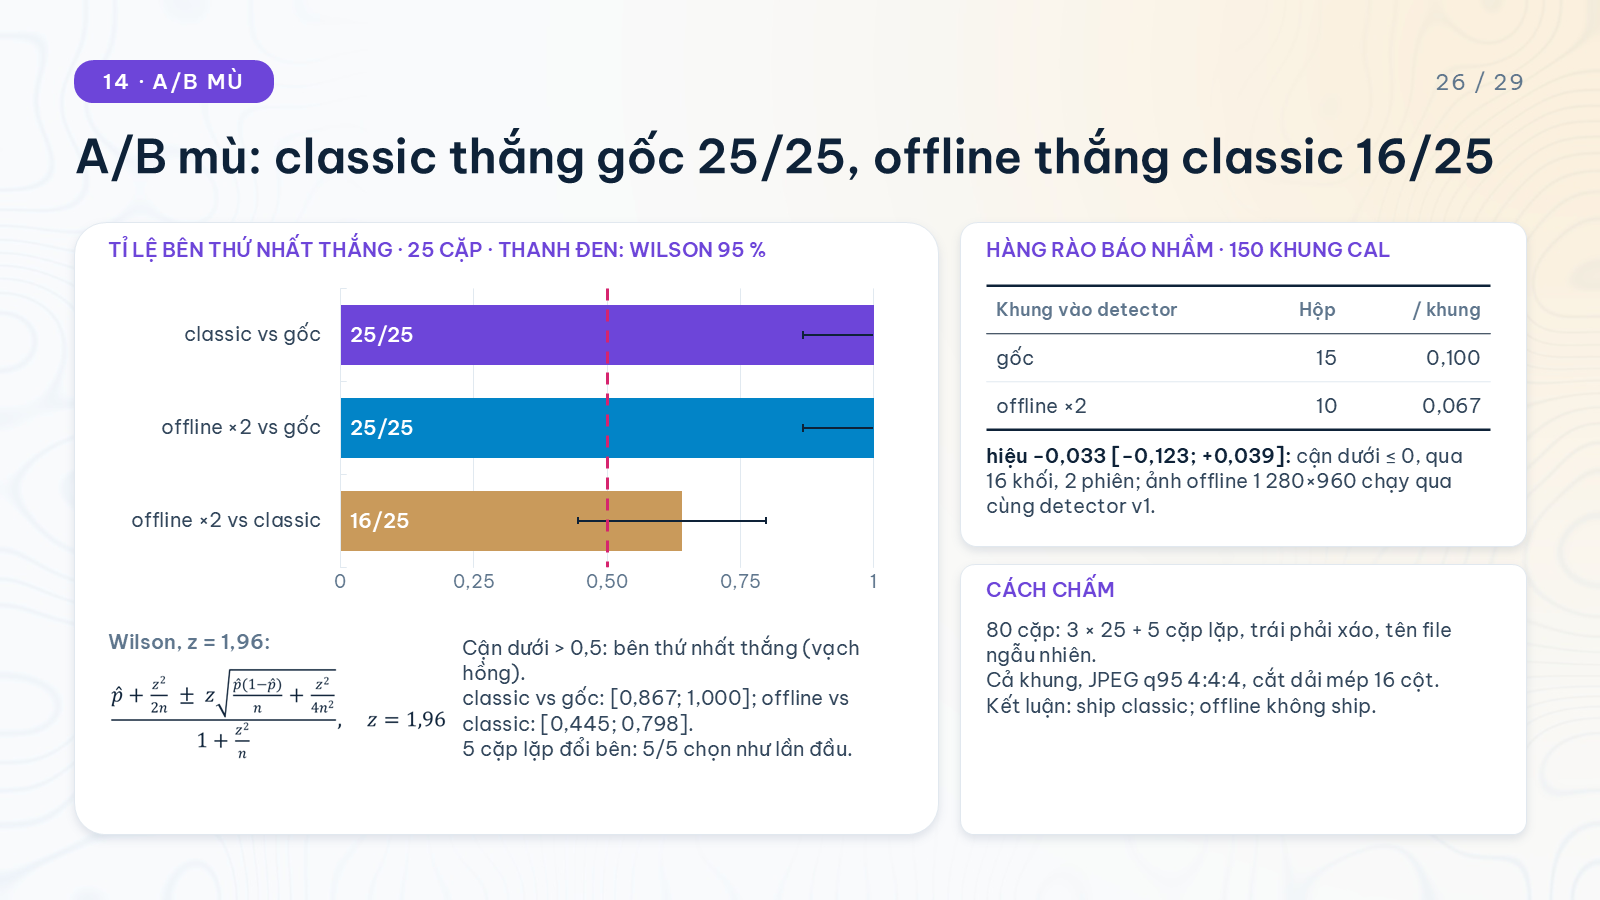 14 · A/B MÙ
26 / 29
A/B mù: classic thắng gốc 25/25, offline thắng classic 16/25
TỈ LỆ BÊN THỨ NHẤT THẮNG · 25 CẶP · THANH ĐEN: WILSON 95 %
classic vs gốc
25/25
offline ×2 vs gốc
25/25
offline ×2 vs classic
16/25
0
0,25
0,50
0,75
1
Wilson, z = 1,96:
p̂ + z²/2n ± z√(p̂(1−p̂)/n + z²/4n²)
1 + z²/n
, z = 1,96
Cận dưới > 0,5: bên thứ nhất thắng (vạch
hồng).
classic vs gốc: [0,867; 1,000]; offline vs
classic: [0,445; 0,798].
5 cặp lặp đổi bên: 5/5 chọn như lần đầu.
HÀNG RÀO BÁO NHẦM · 150 KHUNG CAL
Khung vào detector Hộp / khung
gốc 15 0,100
offline ×2 10 0,067
hiệu −0,033 [−0,123; +0,039]: cận dưới ≤ 0, qua
16 khối, 2 phiên; ảnh offline 1 280×960 chạy qua
cùng detector v1.
CÁCH CHẤM
80 cặp: 3 × 25 + 5 cặp lặp, trái phải xáo, tên file
ngẫu nhiên.
Cả khung, JPEG q95 4:4:4, cắt dải mép 16 cột.
Kết luận: ship classic; offline không ship.